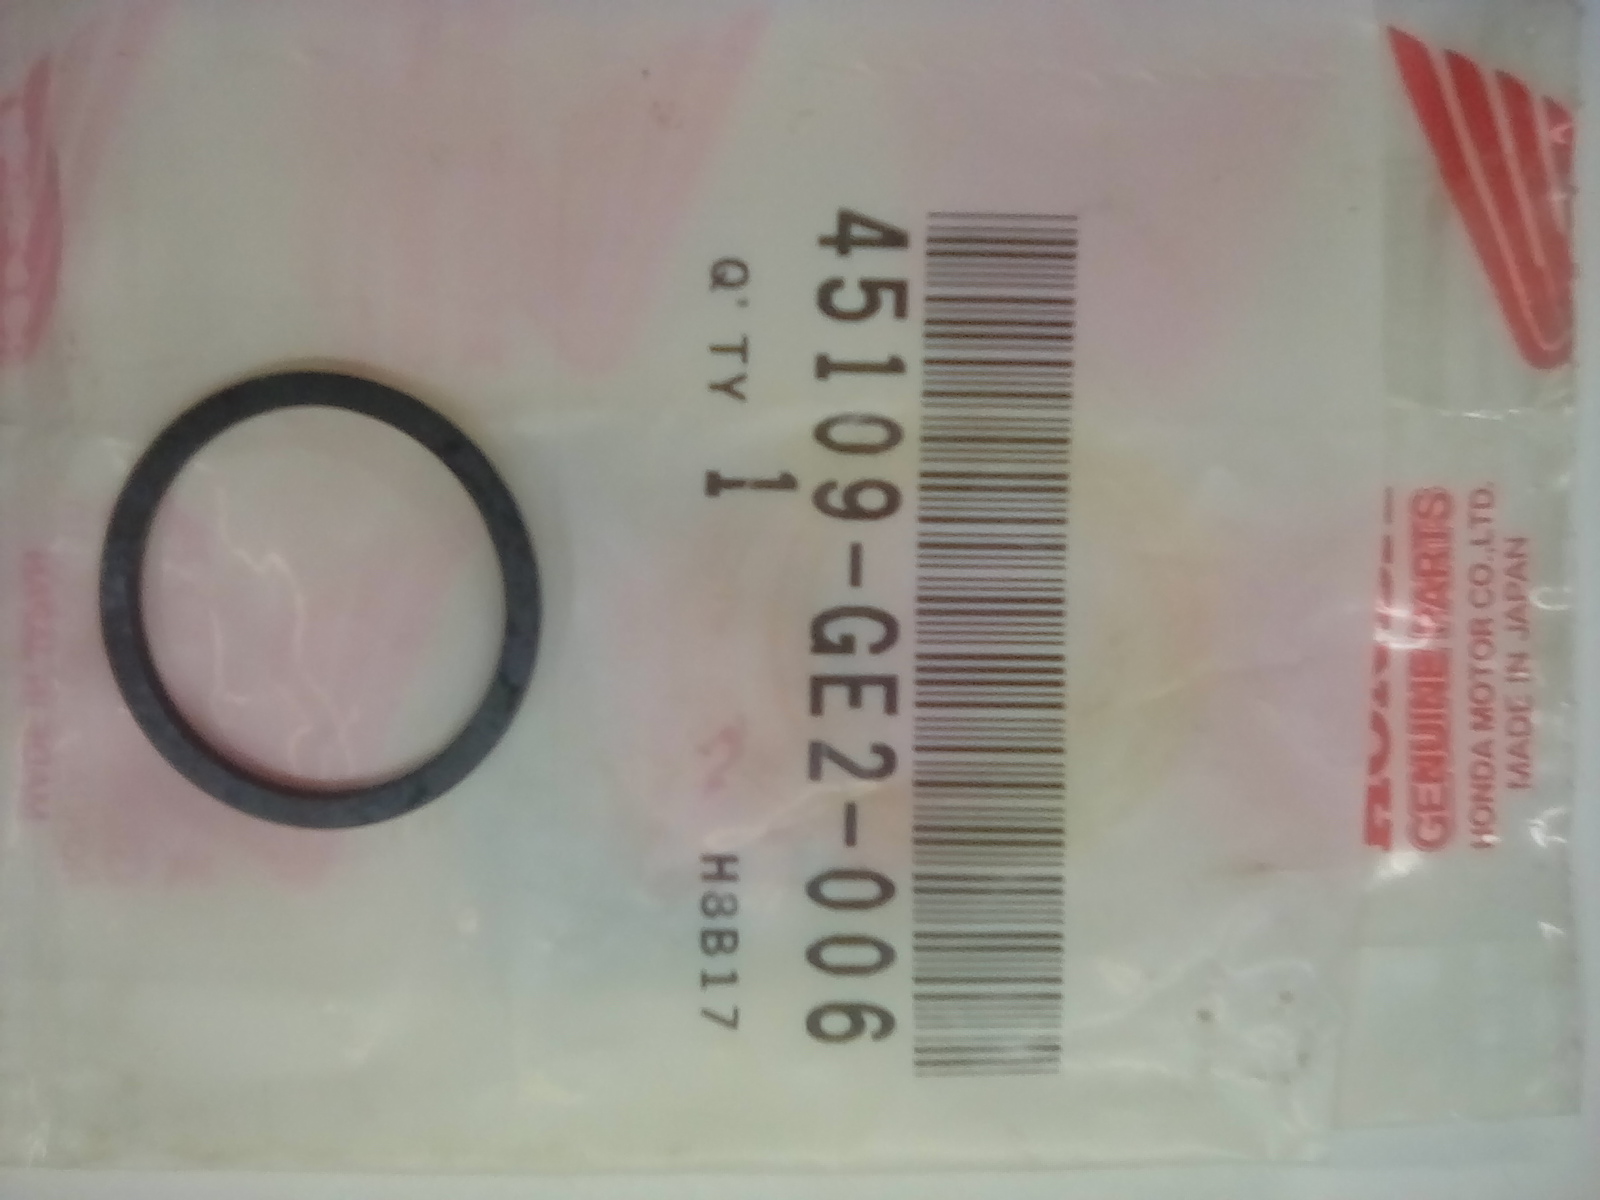 45109-GE2-006
Q'TY 1 H8B17
GENUINE PARTS
HONDA MOTOR CO.,LTD.
MADE IN JAPAN